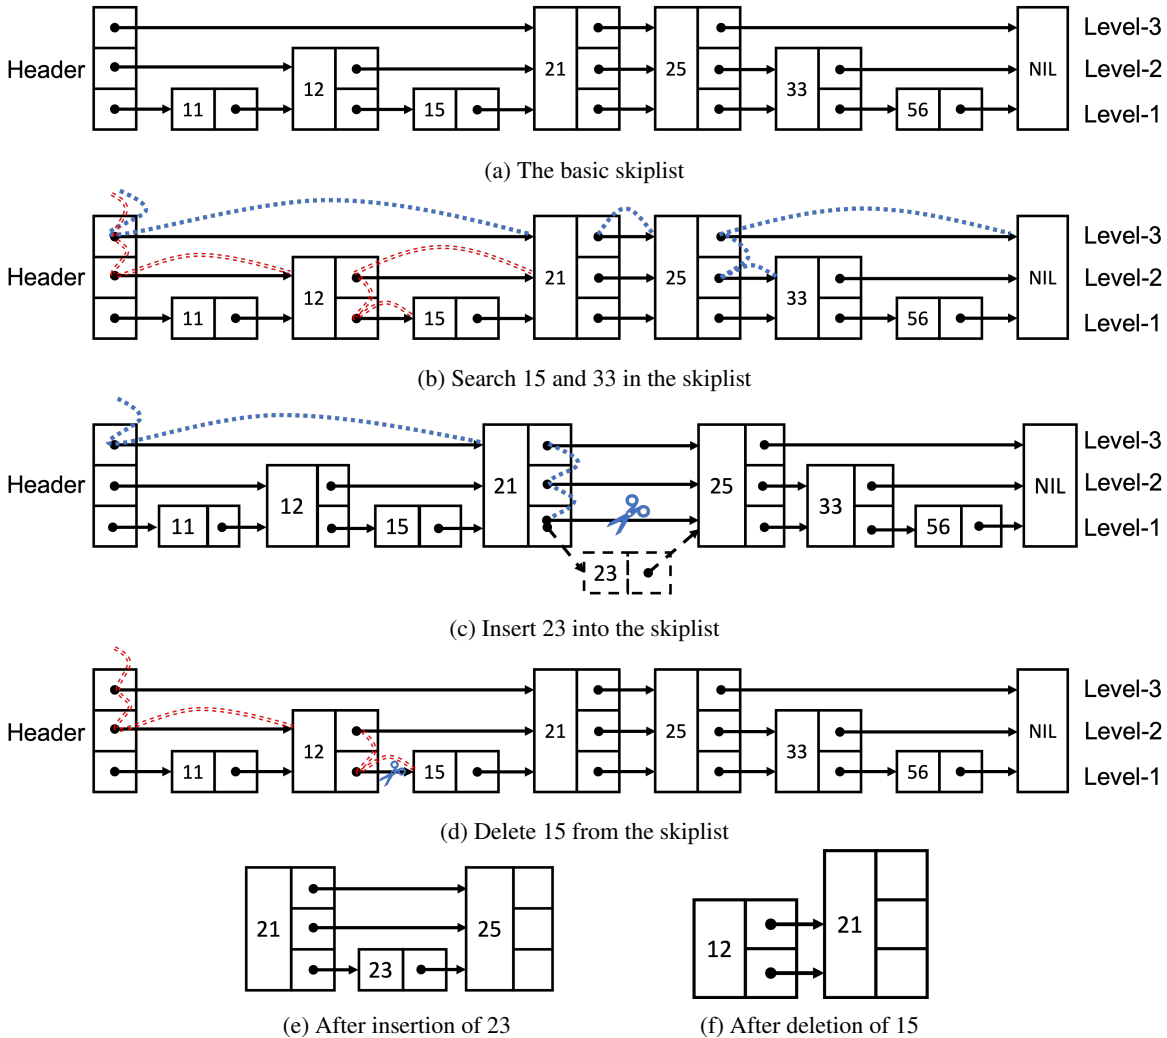 Level-3
Header 12 21 25 33 NIL Level-2
11 15 56 Level-1
(a) The basic skiplist
Level-3
Header 12 21 25 33 NIL Level-2
11 15 56 Level-1
(b) Search 15 and 33 in the skiplist
Level-3
Header 12 21 25 33 NIL Level-2
11 15 56 Level-1
23
(c) Insert 23 into the skiplist
Level-3
Header 12 21 25 33 NIL Level-2
11 15 56 Level-1
(d) Delete 15 from the skiplist
21 25 12 21
23
(e) After insertion of 23 (f) After deletion of 15